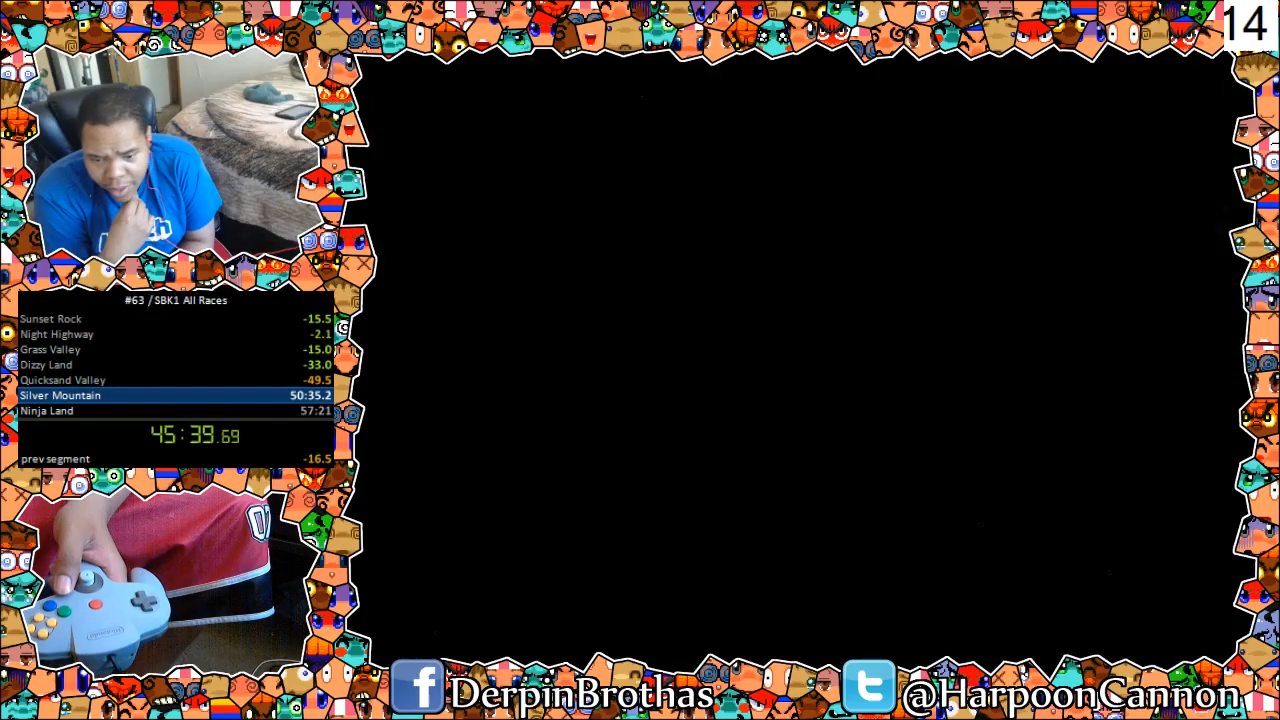 14
#63 / SBK1 All Races
Sunset Rock -15.5
Night Highway -2.1
Grass Valley -15.0
Dizzy Land -33.0
Quicksand Valley -49.5
Silver Mountain 50:35.2
Ninja Land 57:21
45:39.69
prev segment -16.5
Nintendo
DerpinBrothas
@HarpoonCannon